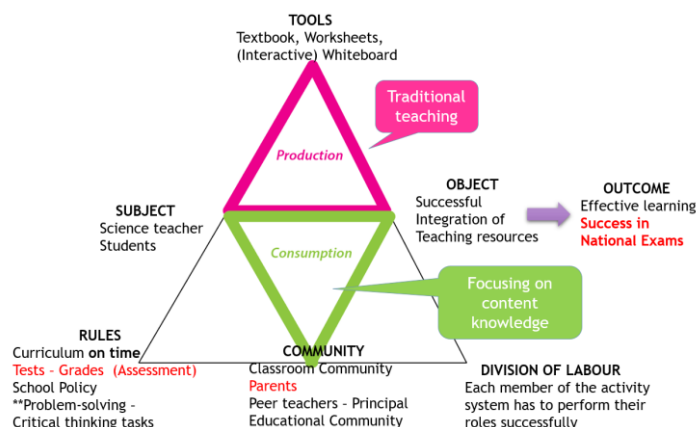 TOOLS
Textbook, Worksheets,
(Interactive) Whiteboard
Traditional
teaching
Production
OBJECT
Successful
Integration of
Teaching resources
OUTCOME
Effective learning
Success in
National Exams
SUBJECT
Science teacher
Students
Consumption
Focusing on
content
knowledge
RULES
Curriculum on time
Tests - Grades (Assessment)
School Policy
**Problem-solving -
Critical thinking tasks
COMMUNITY
Classroom Community
Parents
Peer teachers - Principal
Educational Community
DIVISION OF LABOUR
Each member of the activity
system has to perform their
roles successfully